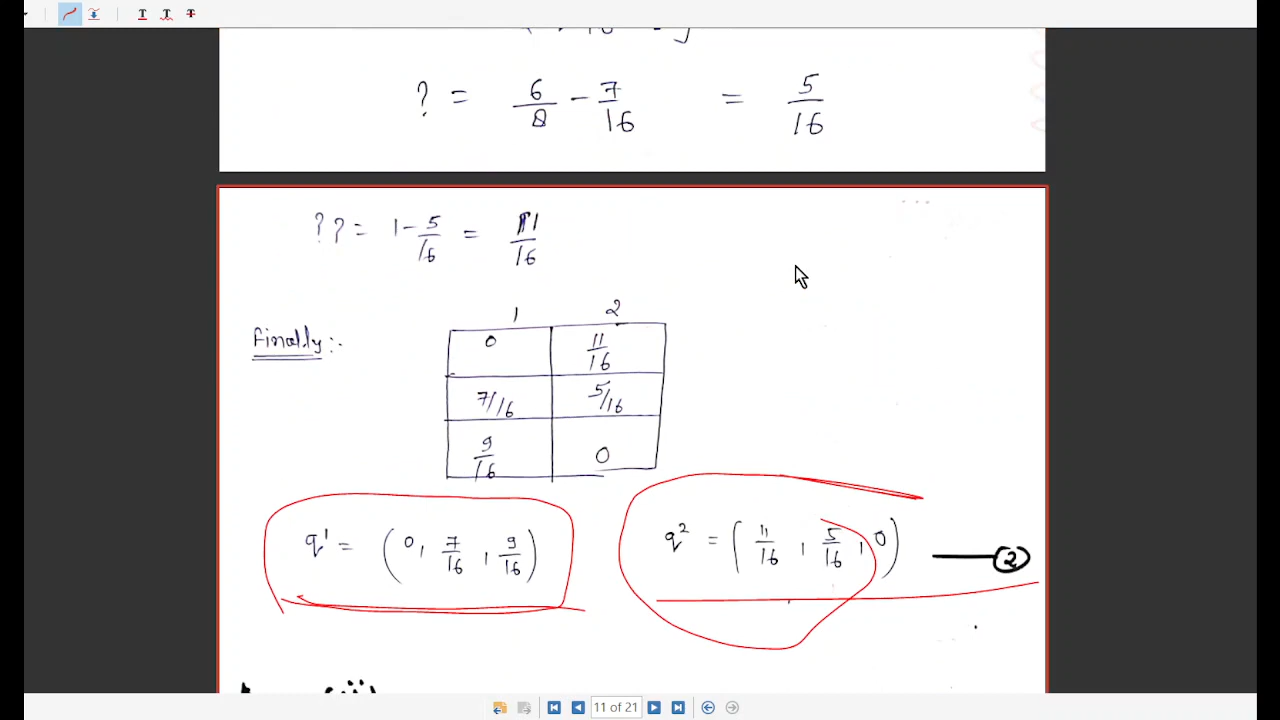 ? = 6/8 − 7/16 = 5/16
?? = 1 − 5/16 = 11/16
Finally:-
1 2
0 11/16
7/16 5/16
9/16 0
q¹ = (0, 7/16, 9/16) q² = (11/16, 5/16, 0) —— ②
11 of 21